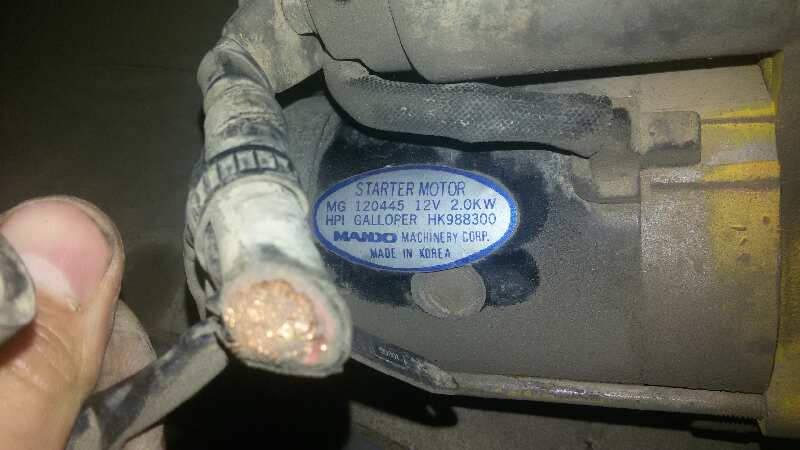 STARTER MOTOR
MG 120445 12V 2.0KW
HPI GALLOPER HK988300
MANDO MACHINERY CORP.
MADE IN KOREA